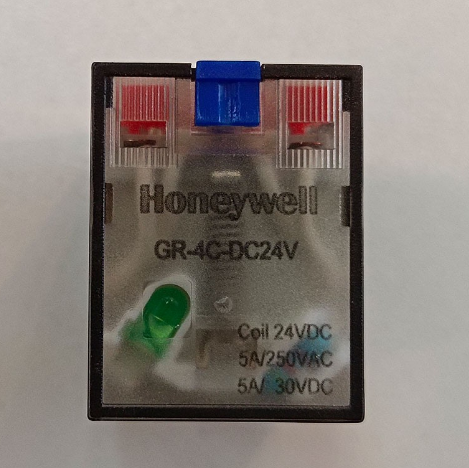 Honeywell
GR-4C-DC24V
Coil 24VDC
5A/250VAC
5A/ 30VDC